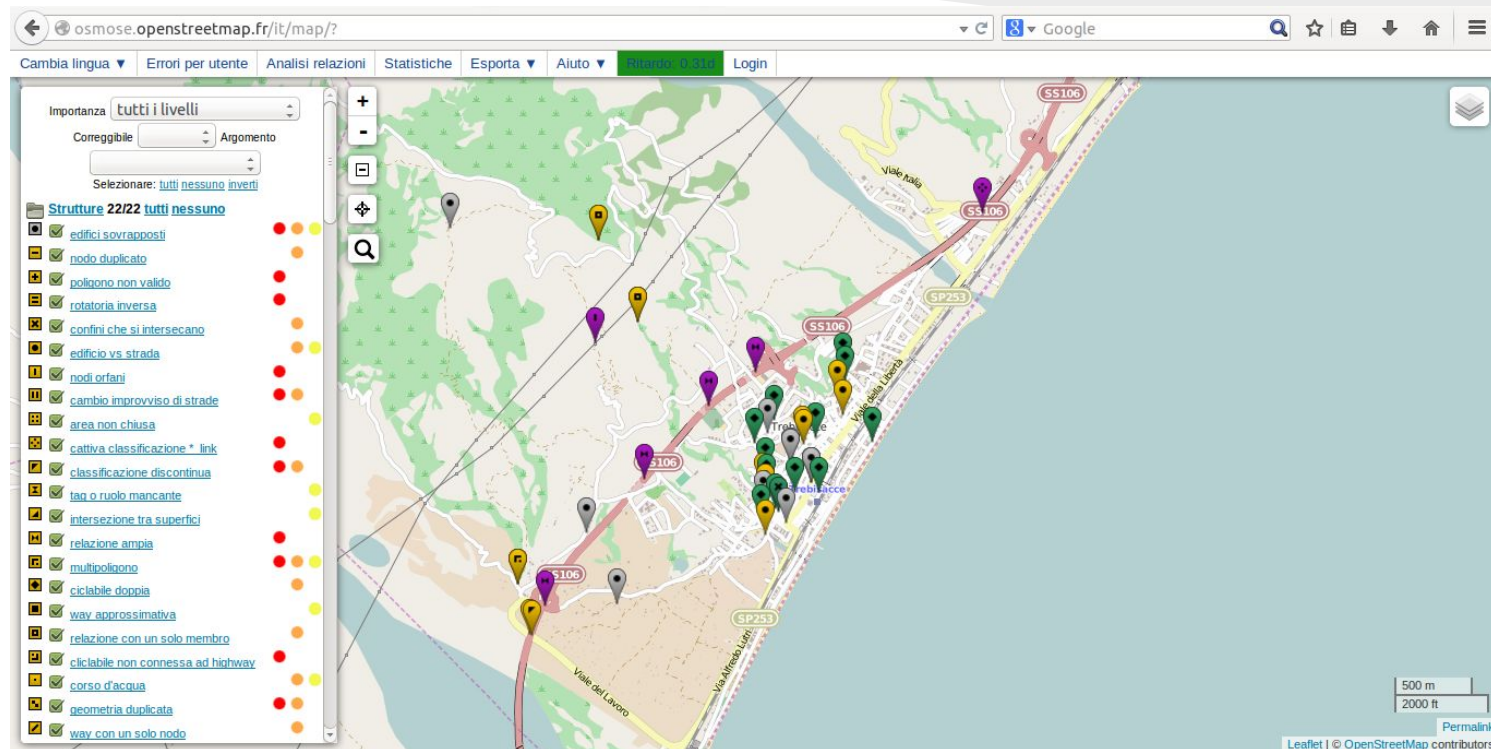 osmose.openstreetmap.fr/it/map/?
Google
Cambia lingua ▼ Errori per utente Analisi relazioni Statistiche Esporta ▼ Aiuto ▼ Ritardo: 0.31d Login
Importanza tutti i livelli
Correggibile Argomento
Selezionare: tutti nessuno inverti
Strutture 22/22 tutti nessuno
edifici sovrapposti
nodo duplicato
poligono non valido
rotatoria inversa
confini che si intersecano
edificio vs strada
nodi orfani
cambio improvviso di strade
area non chiusa
cattiva classificazione *_link
classificazione discontinua
tag o ruolo mancante
intersezione tra superfici
relazione ampia
multipoligono
ciclabile doppia
way approssimativa
relazione con un solo membro
cliclabile non connessa ad highway
corso d'acqua
geometria duplicata
way con un solo nodo
+
-
SS106
Viale Italia
SS106
SP253
SS106
Viale della Libertà
Trebisacce
SS106
Trebisacce
SS106
SP253
Via Alfredo Lutri
Viale del Lavoro
500 m
2000 ft
Permalink
Leaflet | © OpenStreetMap contributors